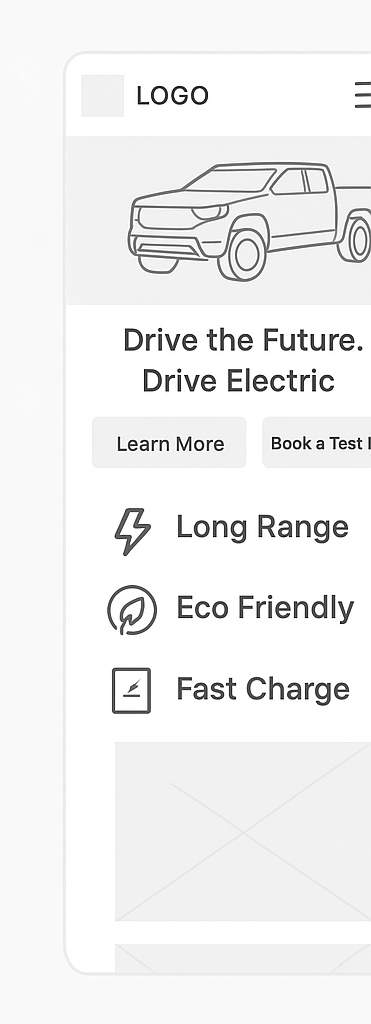 LOGO
Drive the Future.
Drive Electric
Learn More
Book a Test
Long Range
Eco Friendly
Fast Charge